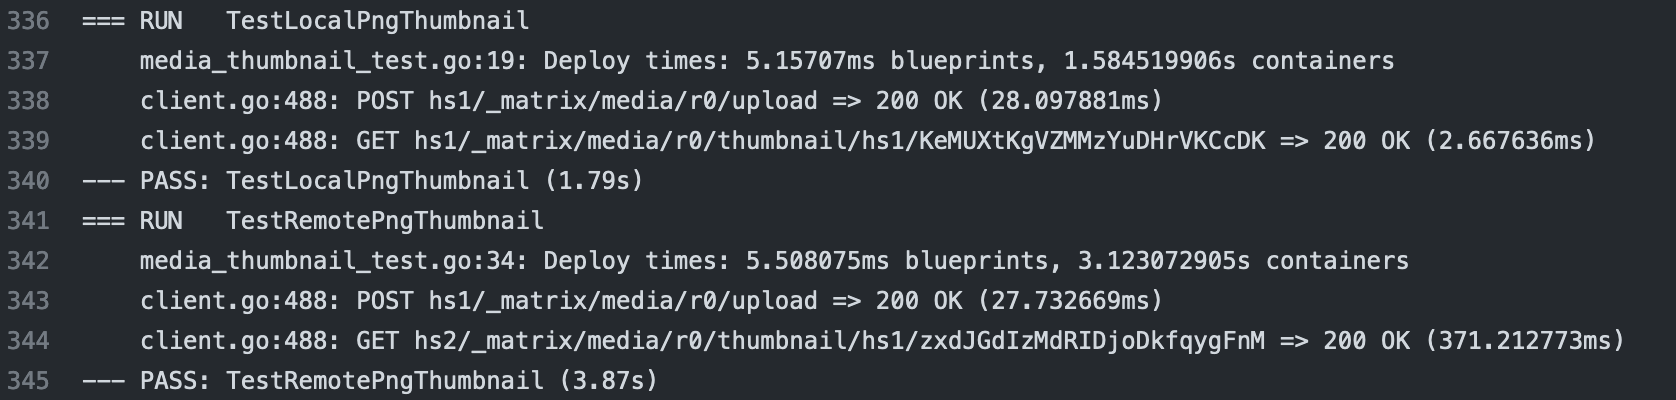 336 === RUN   TestLocalPngThumbnail
337     media_thumbnail_test.go:19: Deploy times: 5.15707ms blueprints, 1.584519906s containers
338     client.go:488: POST hs1/_matrix/media/r0/upload => 200 OK (28.097881ms)
339     client.go:488: GET hs1/_matrix/media/r0/thumbnail/hs1/KeMUXtKgVZMMzYuDHrVKCcDK => 200 OK (2.667636ms)
340 --- PASS: TestLocalPngThumbnail (1.79s)
341 === RUN   TestRemotePngThumbnail
342     media_thumbnail_test.go:34: Deploy times: 5.508075ms blueprints, 3.123072905s containers
343     client.go:488: POST hs1/_matrix/media/r0/upload => 200 OK (27.732669ms)
344     client.go:488: GET hs2/_matrix/media/r0/thumbnail/hs1/zxdJGdIzMdRIDjoDkfqygFnM => 200 OK (371.212773ms)
345 --- PASS: TestRemotePngThumbnail (3.87s)